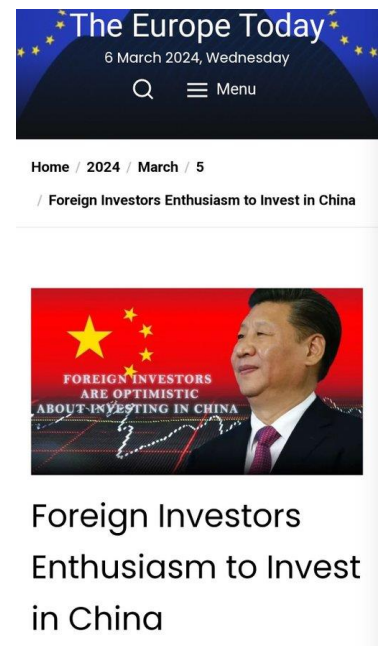 The Europe Today
6 March 2024, Wednesday
Menu
Home / 2024 / March / 5
/ Foreign Investors Enthusiasm to Invest in China
FOREIGN INVESTORS
ARE OPTIMISTIC
ABOUT INVESTING IN CHINA
Foreign Investors
Enthusiasm to Invest
in China